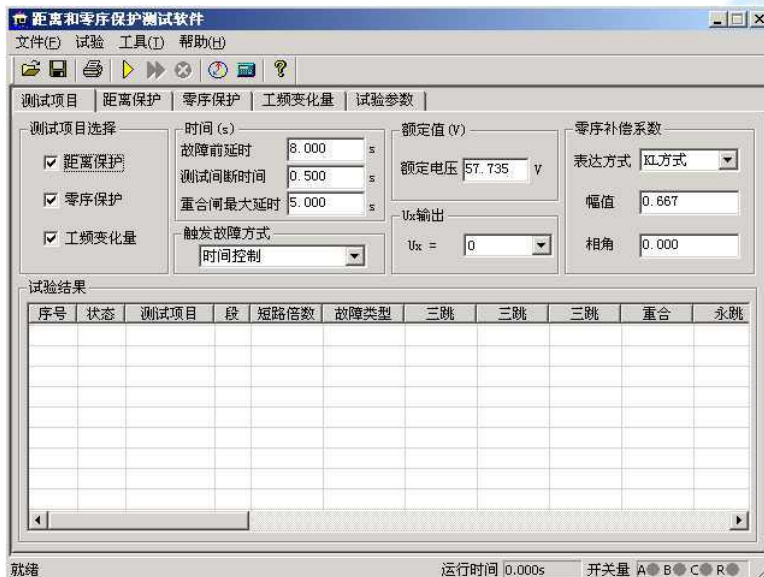 距离和零序保护测试软件
文件(F) 试验 工具(T) 帮助(H)
测试项目 距离保护 零序保护 工频变化量 试验参数
测试项目选择
距离保护
零序保护
工频变化量
时间(s)
故障前延时 8.000 s
测试间断时间 0.500 s
重合闸最大延时 5.000 s
触发故障方式
时间控制
额定值(V)
额定电压 57.735 V
Ux输出
Ux = 0
零序补偿系数
表达方式 KL方式
幅值 0.667
相角 0.000
试验结果
序号 状态 测试项目 段 短路倍数 故障类型 三跳 三跳 三跳 重合 永跳
就绪 运行时间 0.000s 开关量 A B C R